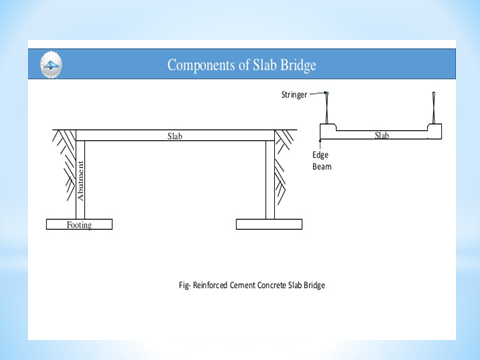 Components of Slab Bridge
Stringer
Slab
Slab
Edge
Beam
Abutment
Footing
Fig- Reinforced Cement Concrete Slab Bridge